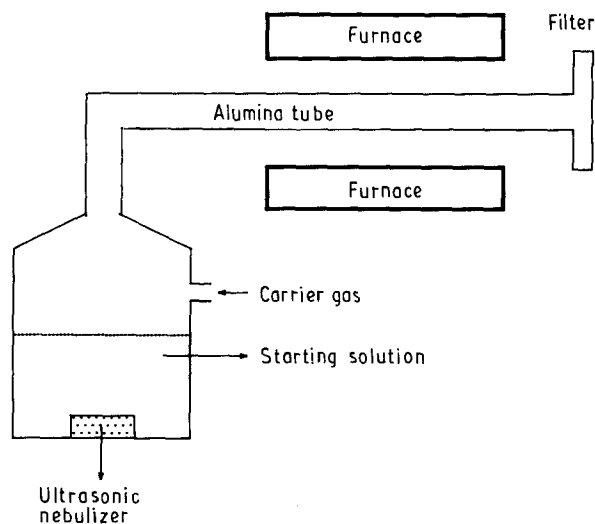 Filter
Furnace
Alumina tube
Furnace
Carrier gas
Starting solution
Ultrasonic
nebulizer